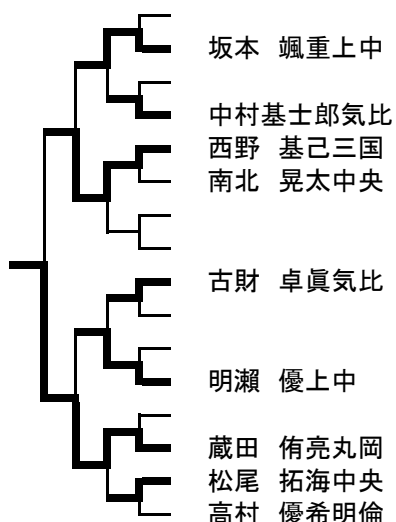 坂本 颯重上中
中村基士郎気比
西野 基己三国
南北 晃太中央
古財 卓眞気比
明瀬 優上中
蔵田 侑亮丸岡
松尾 拓海中央
高村 優希明倫